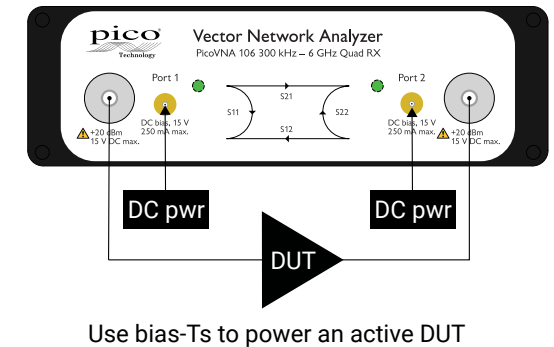 pico
Technology
Vector Network Analyzer
PicoVNA 106 300 kHz – 6 GHz Quad RX
Port 1
Port 2
S21
S11
S22
S12
+20 dBm
15 V DC max.
DC bias, 15 V
250 mA max.
DC bias, 15 V
250 mA max.
+20 dBm
15 V DC max.
DC pwr
DC pwr
DUT
Use bias-Ts to power an active DUT